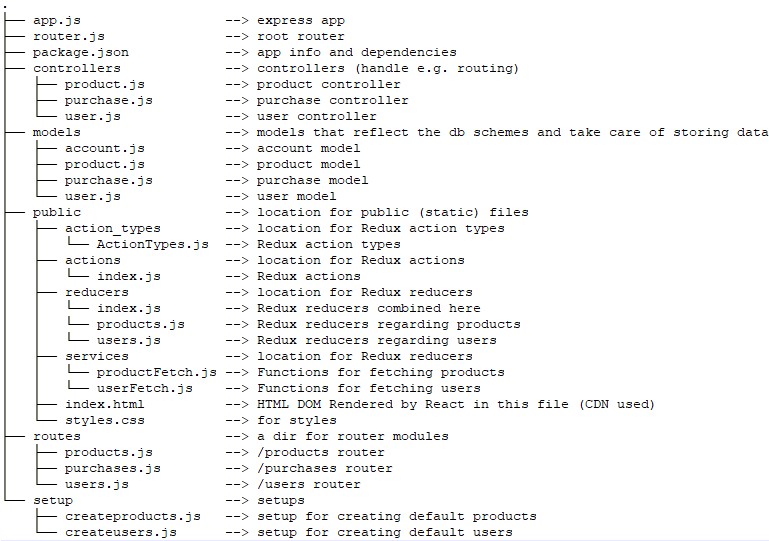 .
├── app.js                --> express app
├── router.js             --> root router
├── package.json          --> app info and dependencies
├── controllers           --> controllers (handle e.g. routing)
│   ├── product.js        --> product controller
│   ├── purchase.js       --> purchase controller
│   └── user.js           --> user controller
├── models                --> models that reflect the db schemes and take care of storing data
│   ├── account.js        --> account model
│   ├── product.js        --> product model
│   ├── purchase.js       --> purchase model
│   └── user.js           --> user model
├── public                --> location for public (static) files
│   ├── action_types      --> location for Redux action types
│   │   └── ActionTypes.js --> Redux action types
│   ├── actions           --> location for Redux actions
│   │   └── index.js      --> Redux actions
│   ├── reducers          --> location for Redux reducers
│   │   └── index.js      --> Redux reducers combined here
│   │   └── products.js   --> Redux reducers regarding products
│   │   └── users.js      --> Redux reducers regarding users
│   ├── services          --> location for Redux reducers
│   │   └── productFetch.js --> Functions for fetching products
│   │   └── userFetch.js  --> Functions for fetching users
│   ├── index.html        --> HTML DOM Rendered by React in this file (CDN used)
│   └── styles.css        --> for styles
├── routes                --> a dir for router modules
│   ├── products.js       --> /products router
│   ├── purchases.js      --> /purchases router
│   └── users.js          --> /users router
└── setup                 --> setups
    ├── createproducts.js --> setup for creating default products
    ├── createusers.js    --> setup for creating default users